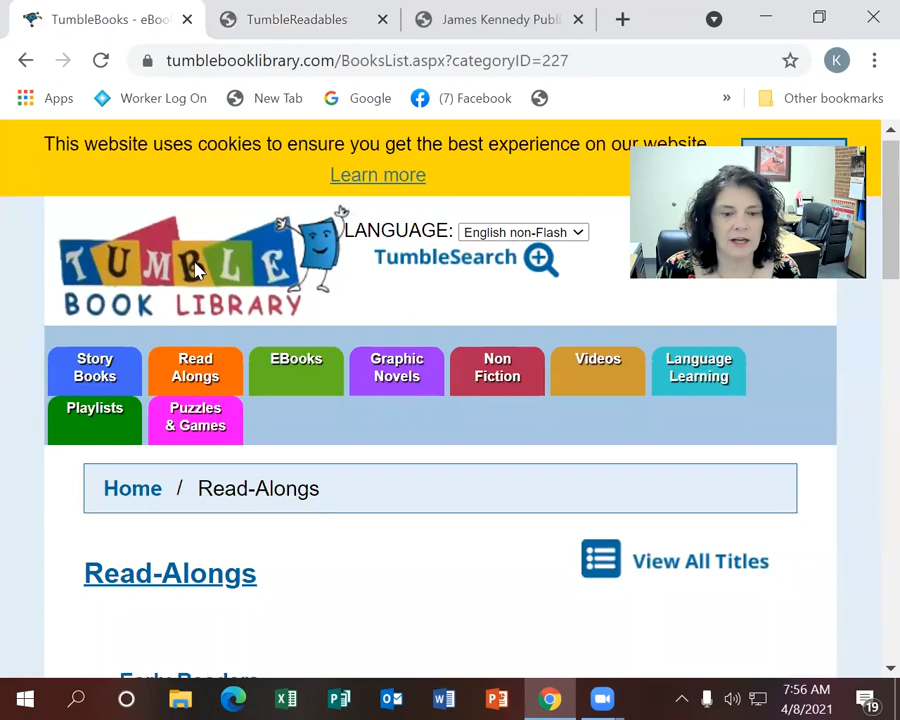 TumbleBooks - eBo
TumbleReadables
James Kennedy Publ
tumblebooklibrary.com/BooksList.aspx?categoryID=227
K
Apps
Worker Log On
New Tab
Google
(7) Facebook
»
Other bookmarks
This website uses cookies to ensure you get the best experience on our website.
Learn more
TUMBLE
BOOK LIBRARY
LANGUAGE: English non-Flash
TumbleSearch
Story Books
Read Alongs
EBooks
Graphic Novels
Non Fiction
Videos
Language Learning
Playlists
Puzzles & Games
Home / Read-Alongs
Read-Alongs
View All Titles
Early Readers
7:56 AM
4/8/2021
19